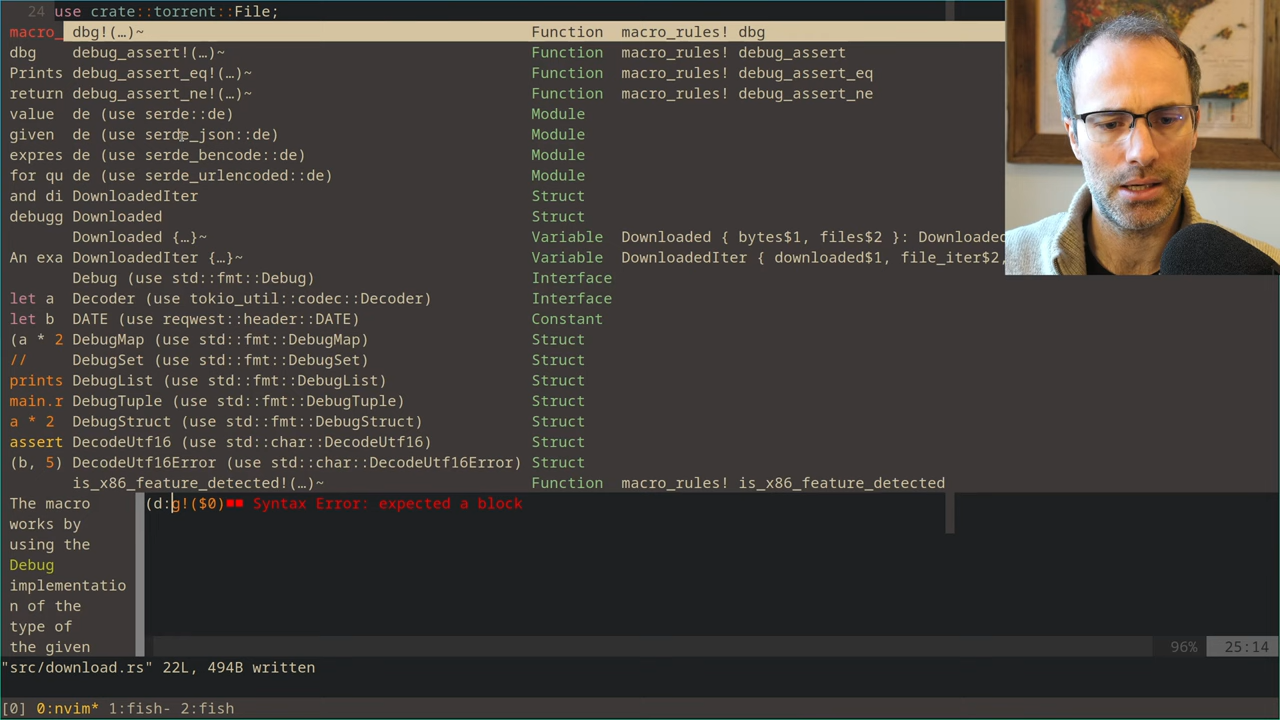 24 use crate::torrent::File;
macro_ dbg!(…)~ Function macro_rules! dbg
dbg debug_assert!(…)~ Function macro_rules! debug_assert
Prints debug_assert_eq!(…)~ Function macro_rules! debug_assert_eq
return debug_assert_ne!(…)~ Function macro_rules! debug_assert_ne
value de (use serde::de) Module
given de (use serde_json::de) Module
expres de (use serde_bencode::de) Module
for qu de (use serde_urlencoded::de) Module
and di DownloadedIter Struct
debugg Downloaded Struct
Downloaded {…}~ Variable Downloaded { bytes$1, files$2 }: Downloaded
An exa DownloadedIter {…}~ Variable DownloadedIter { downloaded$1, file_iter$2,
Debug (use std::fmt::Debug) Interface
let a Decoder (use tokio_util::codec::Decoder) Interface
let b DATE (use reqwest::header::DATE) Constant
(a * 2 DebugMap (use std::fmt::DebugMap) Struct
// DebugSet (use std::fmt::DebugSet) Struct
prints DebugList (use std::fmt::DebugList) Struct
main.r DebugTuple (use std::fmt::DebugTuple) Struct
a * 2 DebugStruct (use std::fmt::DebugStruct) Struct
assert DecodeUtf16 (use std::char::DecodeUtf16) Struct
(b, 5) DecodeUtf16Error (use std::char::DecodeUtf16Error) Struct
is_x86_feature_detected!(…)~ Function macro_rules! is_x86_feature_detected
The macro (d:g!($0)■■ Syntax Error: expected a block
works by
using the
Debug
implementatio
n of the
type of
the given 96% 25:14
"src/download.rs" 22L, 494B written
[0] 0:nvim* 1:fish- 2:fish